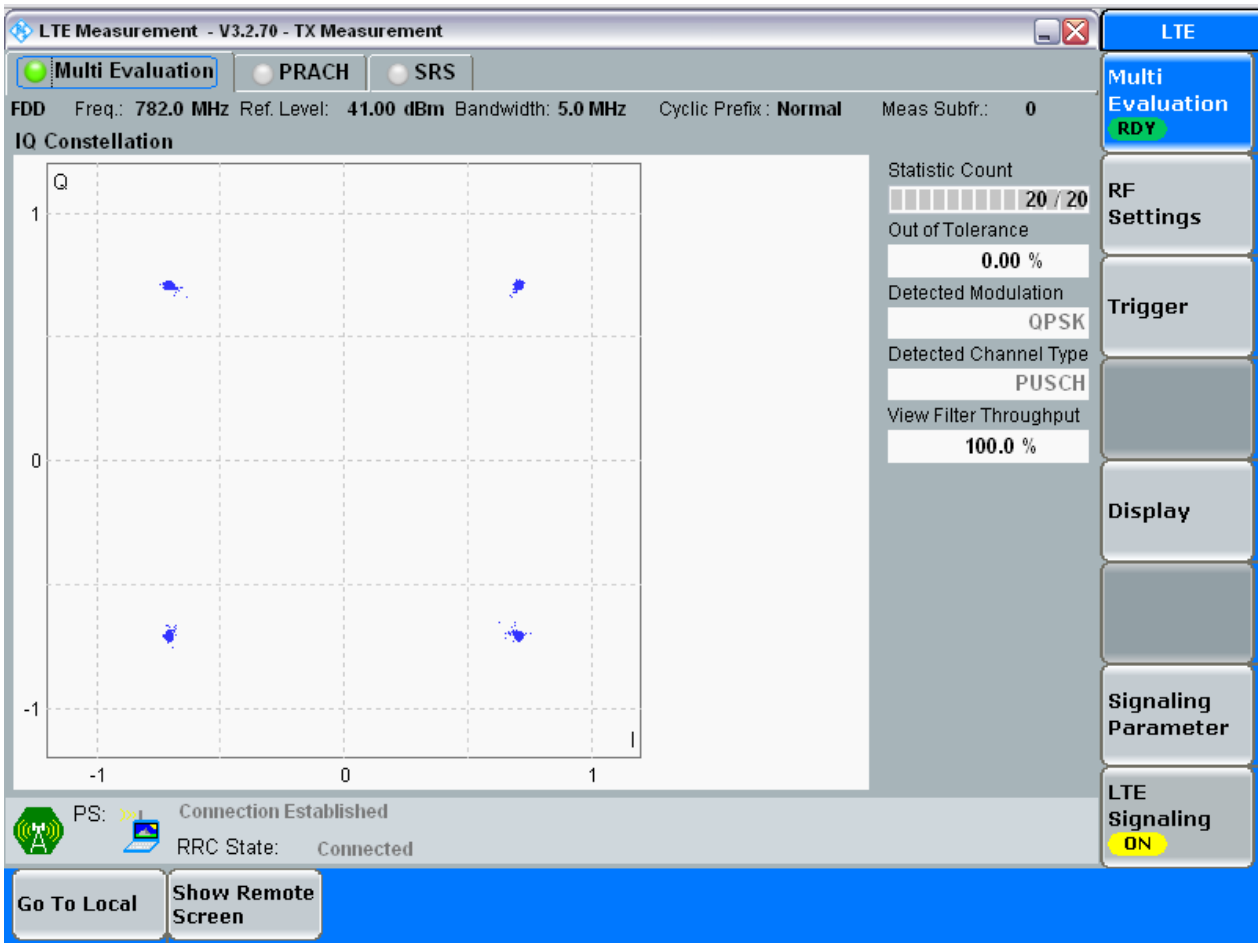 LTE Measurement - V3.2.70 - TX Measurement
LTE
Multi Evaluation
PRACH
SRS
FDD Freq.: 782.0 MHz Ref. Level: 41.00 dBm Bandwidth: 5.0 MHz Cyclic Prefix : Normal Meas Subfr.: 0
IQ Constellation
Q
1
0
-1
I
-1 0 1
Statistic Count
20 / 20
Out of Tolerance
0.00 %
Detected Modulation
QPSK
Detected Channel Type
PUSCH
View Filter Throughput
100.0 %
Multi
Evaluation
RDY
RF
Settings
Trigger
Display
Signaling
Parameter
LTE
Signaling
ON
PS: Connection Established
RRC State: Connected
Go To Local
Show Remote
Screen